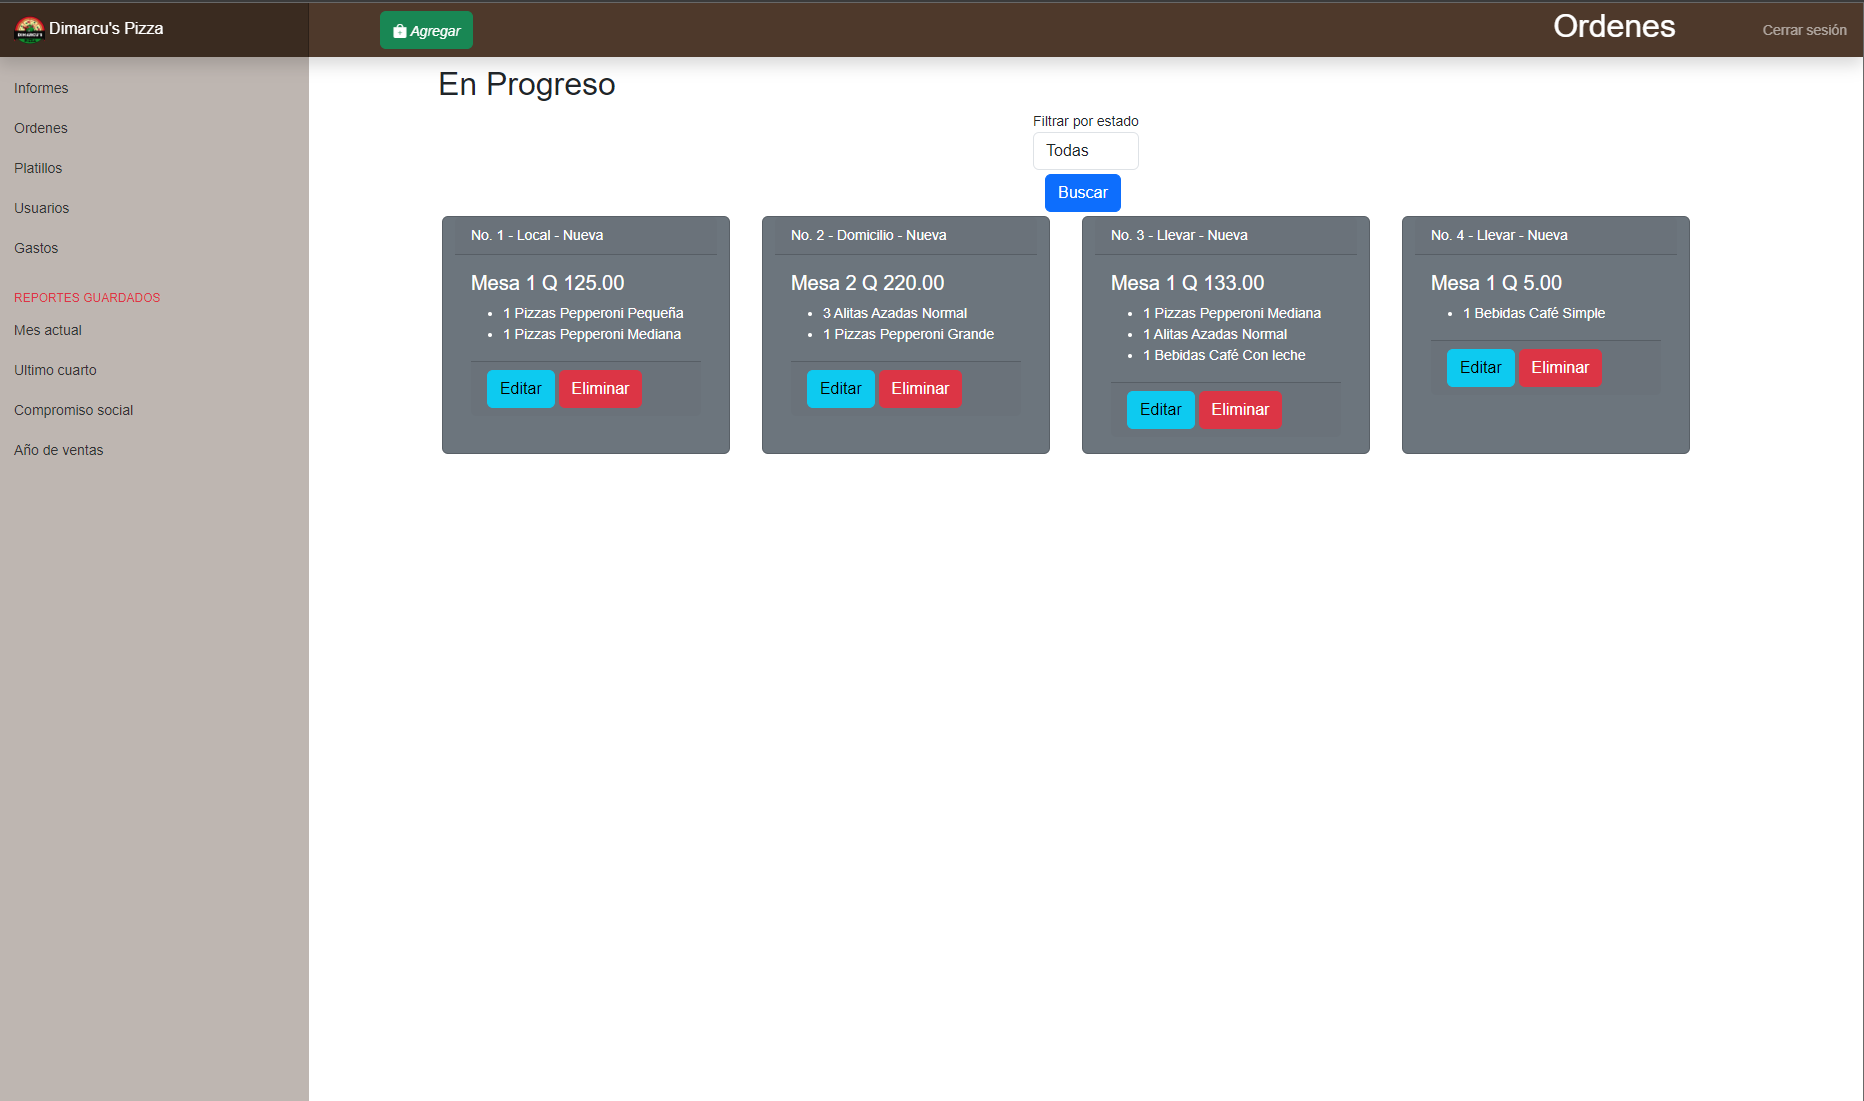 Dimarcu's Pizza
Agregar
Ordenes
Cerrar sesión
Informes
Ordenes
Platillos
Usuarios
Gastos
REPORTES GUARDADOS
Mes actual
Ultimo cuarto
Compromiso social
Año de ventas
En Progreso
Filtrar por estado
Todas
Buscar
No. 1 - Local - Nueva
Mesa 1 Q 125.00
1 Pizzas Pepperoni Pequeña
1 Pizzas Pepperoni Mediana
Editar Eliminar
No. 2 - Domicilio - Nueva
Mesa 2 Q 220.00
3 Alitas Azadas Normal
1 Pizzas Pepperoni Grande
Editar Eliminar
No. 3 - Llevar - Nueva
Mesa 1 Q 133.00
1 Pizzas Pepperoni Mediana
1 Alitas Azadas Normal
1 Bebidas Café Con leche
Editar Eliminar
No. 4 - Llevar - Nueva
Mesa 1 Q 5.00
1 Bebidas Café Simple
Editar Eliminar